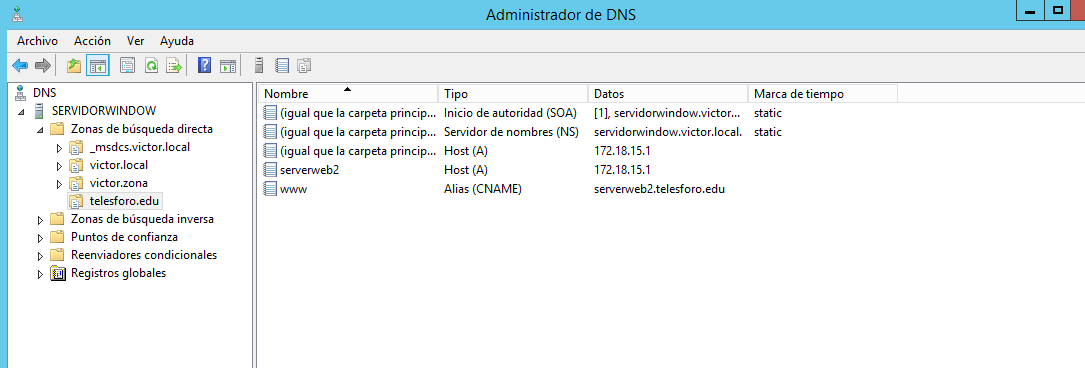 Administrador de DNS
Archivo Acción Ver Ayuda
DNS
SERVIDORWINDOW
Zonas de búsqueda directa
_msdcs.victor.local
victor.local
victor.zona
telesforo.edu
Zonas de búsqueda inversa
Puntos de confianza
Reenviadores condicionales
Registros globales
Nombre Tipo Datos Marca de tiempo
(igual que la carpeta princip... Inicio de autoridad (SOA) [1], servidorwindow.victor... static
(igual que la carpeta princip... Servidor de nombres (NS) servidorwindow.victor.local. static
(igual que la carpeta princip... Host (A) 172.18.15.1
serverweb2 Host (A) 172.18.15.1
www Alias (CNAME) serverweb2.telesforo.edu